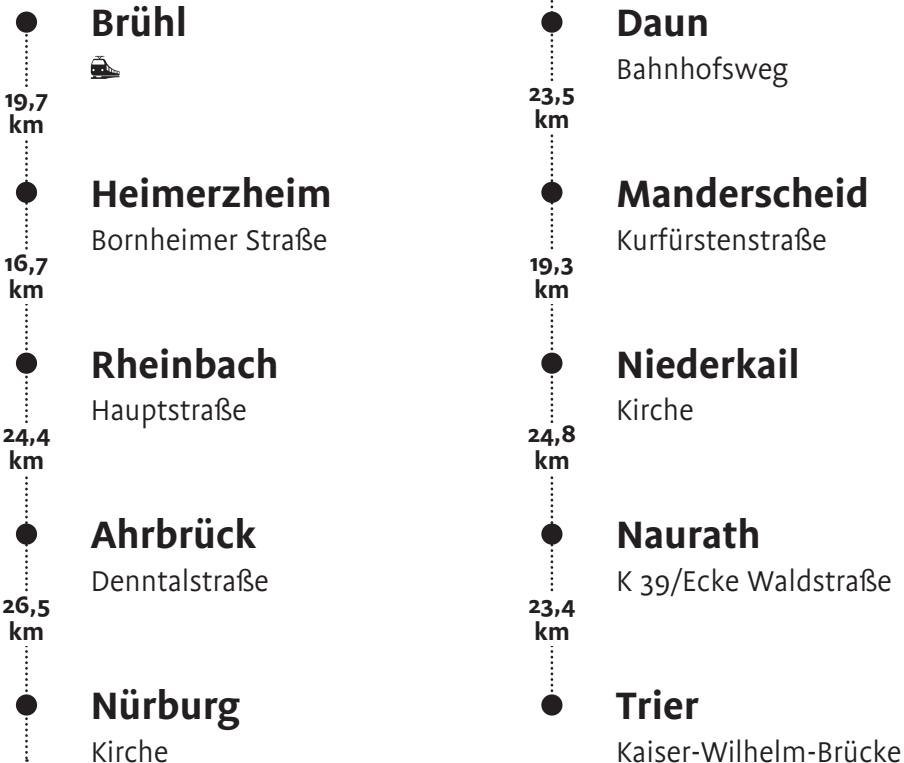 Brühl
19,7
km
Heimerzheim
Bornheimer Straße
16,7
km
Rheinbach
Hauptstraße
24,4
km
Ahrbrück
Denntalstraße
26,5
km
Nürburg
Kirche
Daun
Bahnhofsweg
23,5
km
Manderscheid
Kurfürstenstraße
19,3
km
Niederkail
Kirche
24,8
km
Naurath
K 39/Ecke Waldstraße
23,4
km
Trier
Kaiser-Wilhelm-Brücke